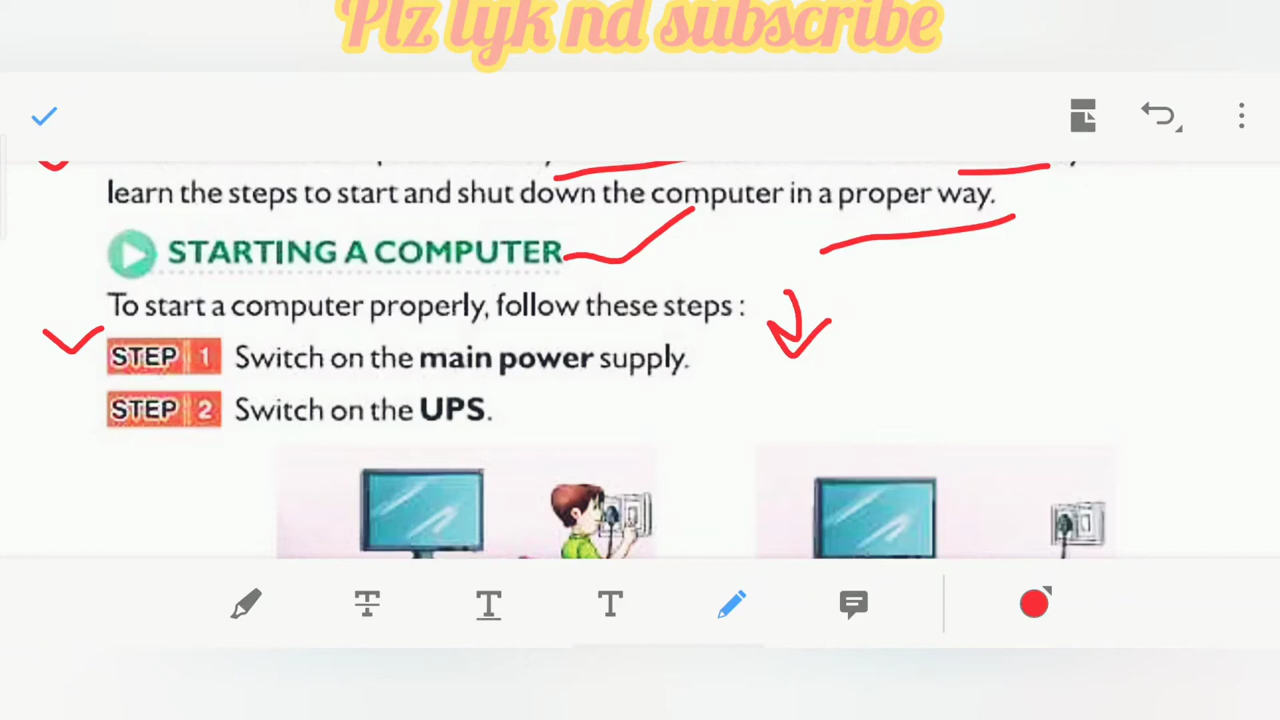 Plz lyk nd subscribe
learn the steps to start and shut down the computer in a proper way.
STARTING A COMPUTER
To start a computer properly, follow these steps :
STEP 1 Switch on the main power supply.
STEP 2 Switch on the UPS.